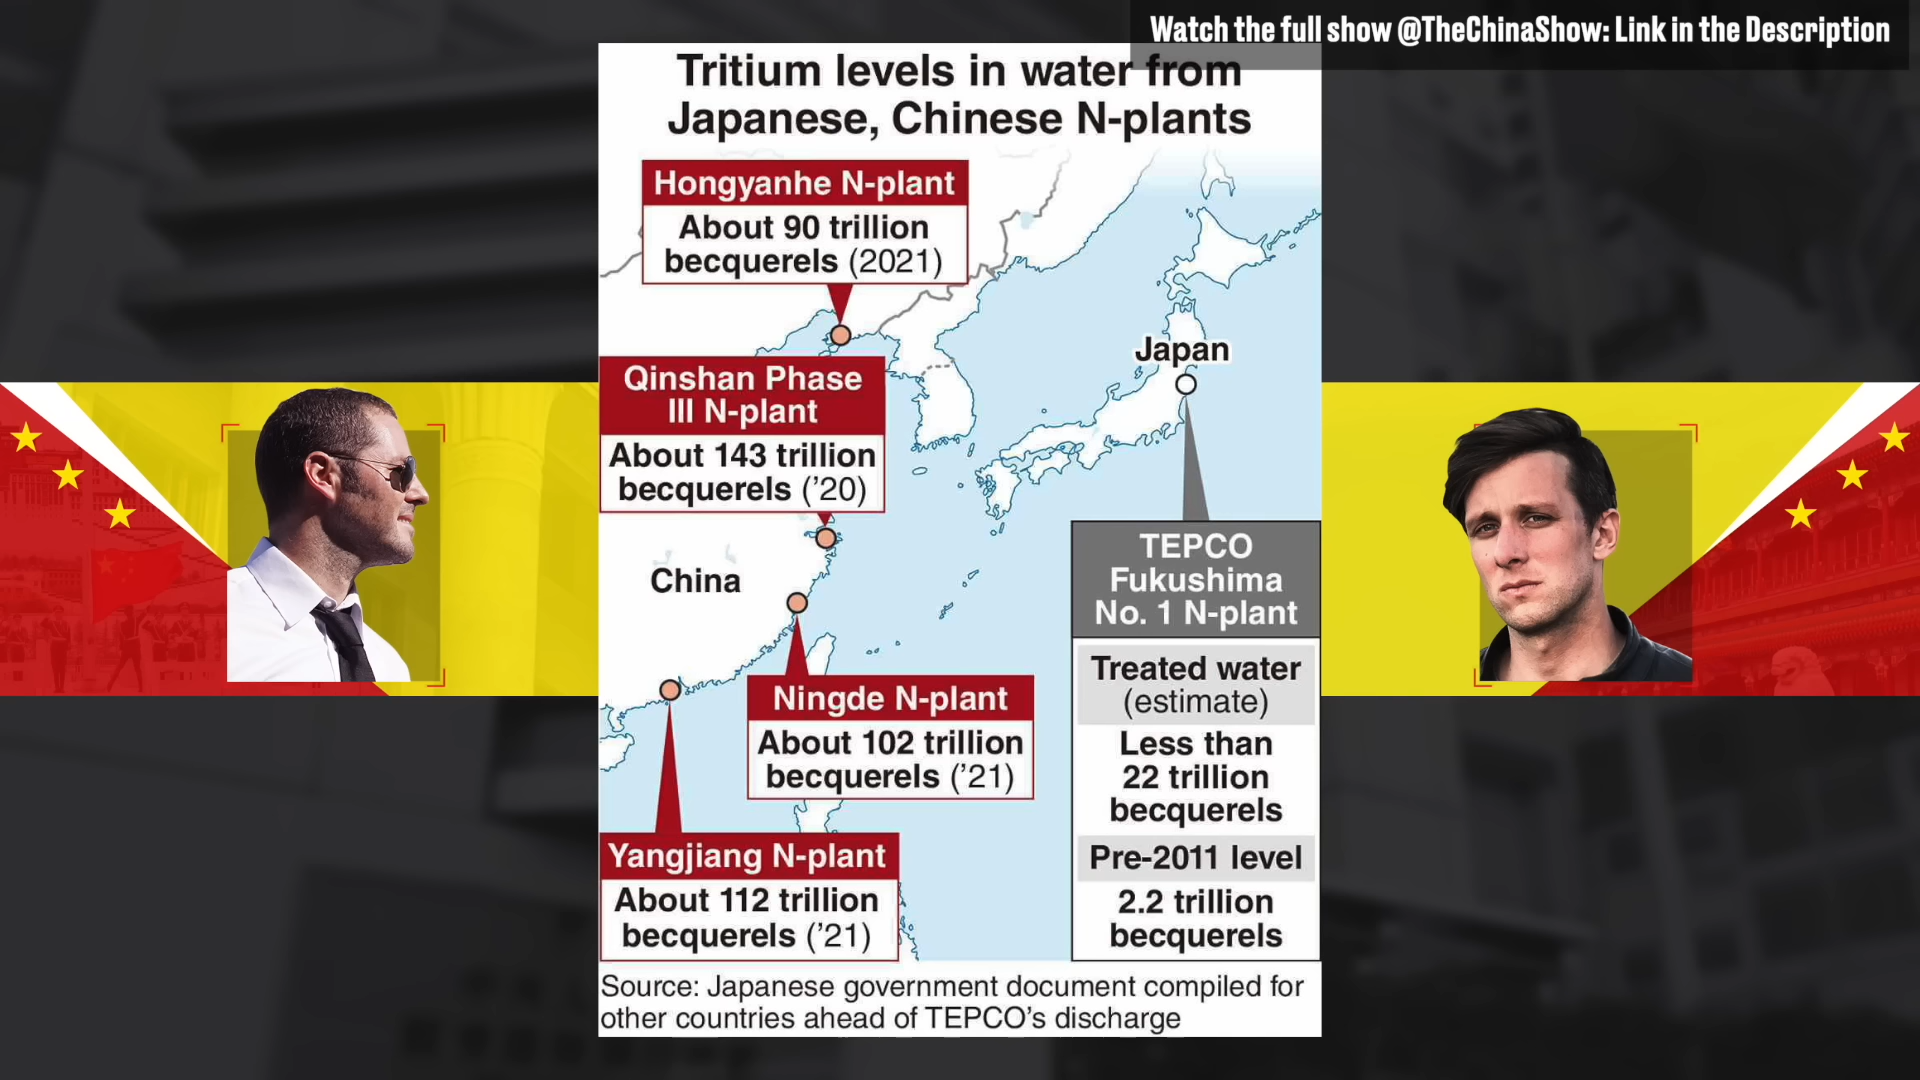 Watch the full show @TheChinaShow: Link in the Description
Tritium levels in water from
Japanese, Chinese N-plants
Hongyanhe N-plant
About 90 trillion
becquerels (2021)
Japan
Qinshan Phase
III N-plant
About 143 trillion
becquerels ('20)
China
TEPCO
Fukushima
No. 1 N-plant
Treated water
(estimate)
Less than
22 trillion
becquerels
Pre-2011 level
2.2 trillion
becquerels
Ningde N-plant
About 102 trillion
becquerels ('21)
Yangjiang N-plant
About 112 trillion
becquerels ('21)
Source: Japanese government document compiled for
other countries ahead of TEPCO's discharge